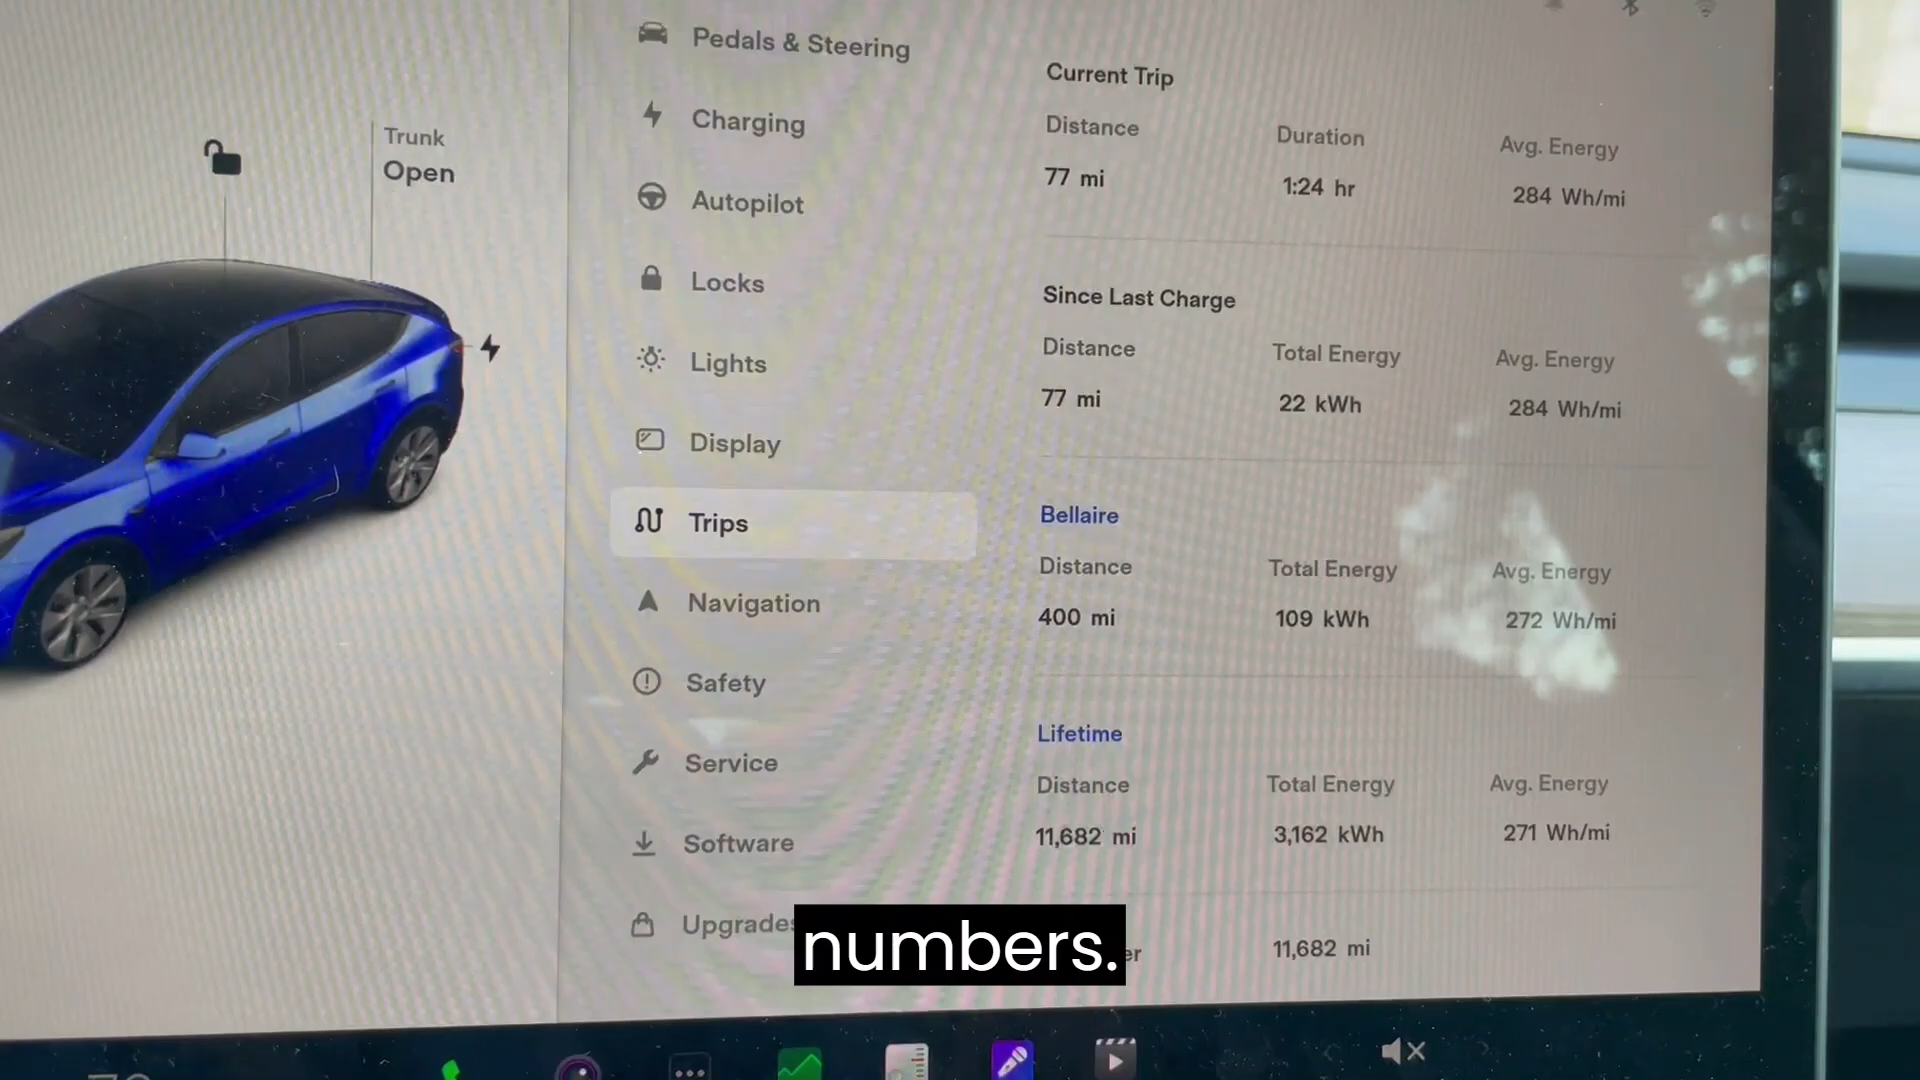 Trunk
Open
Pedals & Steering
Charging
Autopilot
Locks
Lights
Display
Trips
Navigation
Safety
Service
Software
Upgrades
Current Trip
Distance Duration Avg. Energy
77 mi 1:24 hr 284 Wh/mi
Since Last Charge
Distance Total Energy Avg. Energy
77 mi 22 kWh 284 Wh/mi
Bellaire
Distance Total Energy Avg. Energy
400 mi 109 kWh 272 Wh/mi
Lifetime
Distance Total Energy Avg. Energy
11,682 mi 3,162 kWh 271 Wh/mi
11,682 mi
numbers.